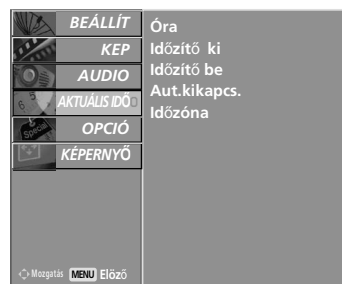 BEÁLLÍT
KEP
AUDIO
AKTUÁLIS IDŐ
OPCIÓ
KÉPERNYŐ
Óra
Időzítő ki
Időzítő be
Aut.kikapcs.
Időzóna
Mozgatás MENU Előző